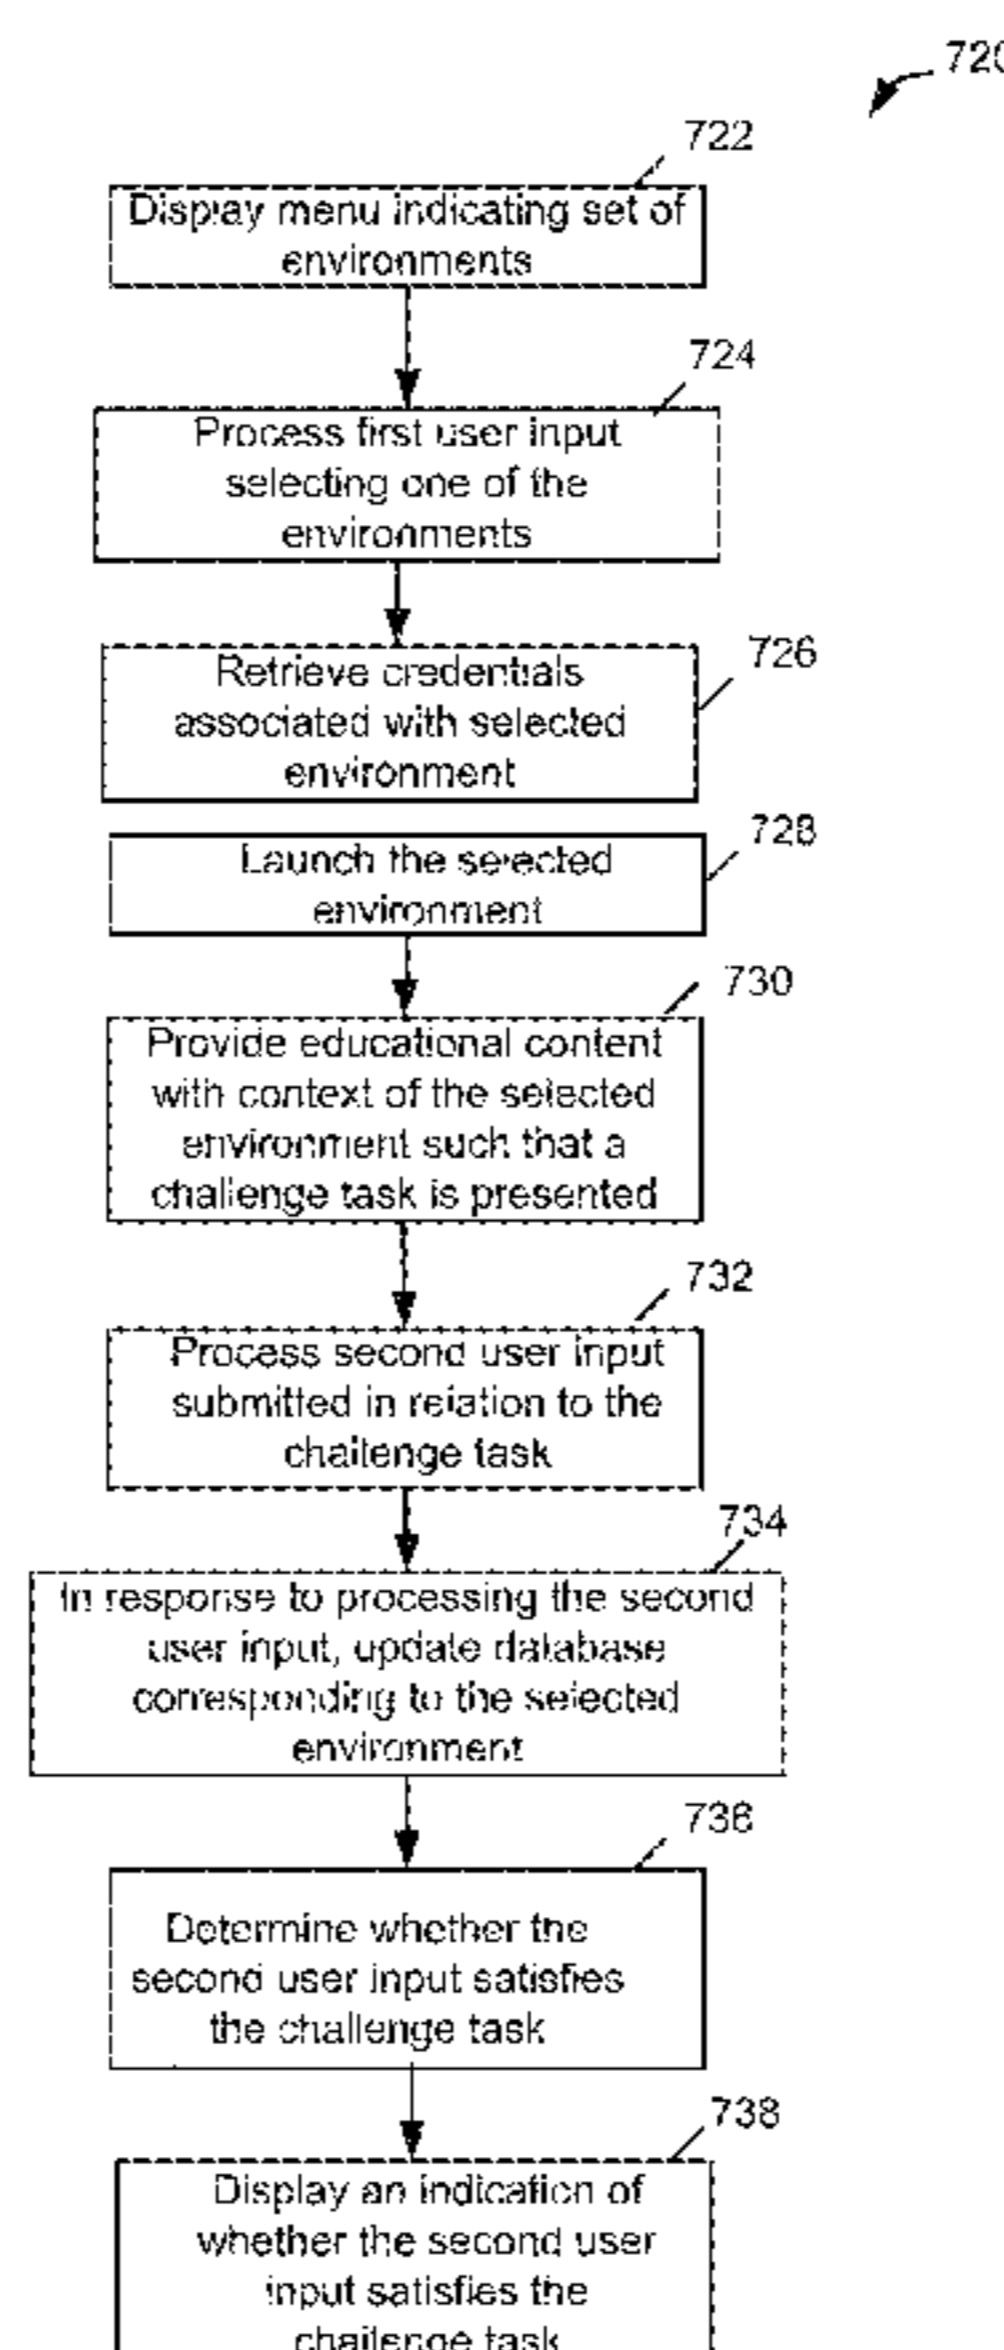 720
722
Display menu indicating set of
environments
724
Process first user input
selecting one of the
environments
726
Retrieve credentials
associated with selected
environment
728
Launch the selected
environment
730
Provide educational content
with context of the selected
environment such that a
challenge task is presented
732
Process second user input
submitted in relation to the
challenge task
734
In response to processing the second
user input, update database
corresponding to the selected
environment
736
Determine whether the
second user input satisfies
the challenge task
738
Display an indication of
whether the second user
input satisfies the
challenge task